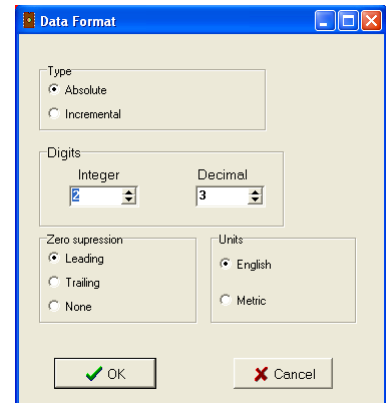 Data Format
Type
Absolute
Incremental
Digits
Integer Decimal
2 3
Zero supression Units
Leading English
Trailing
Metric
None
OK Cancel